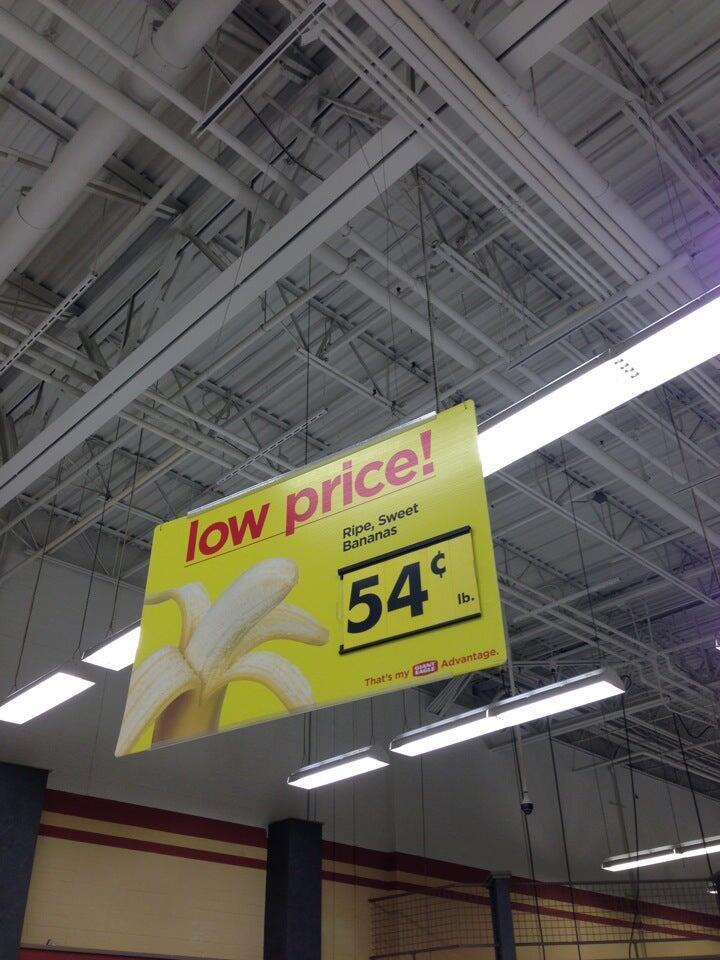 low price!
Ripe, Sweet
Bananas
54¢
lb.
That's my GIANT EAGLE Advantage.